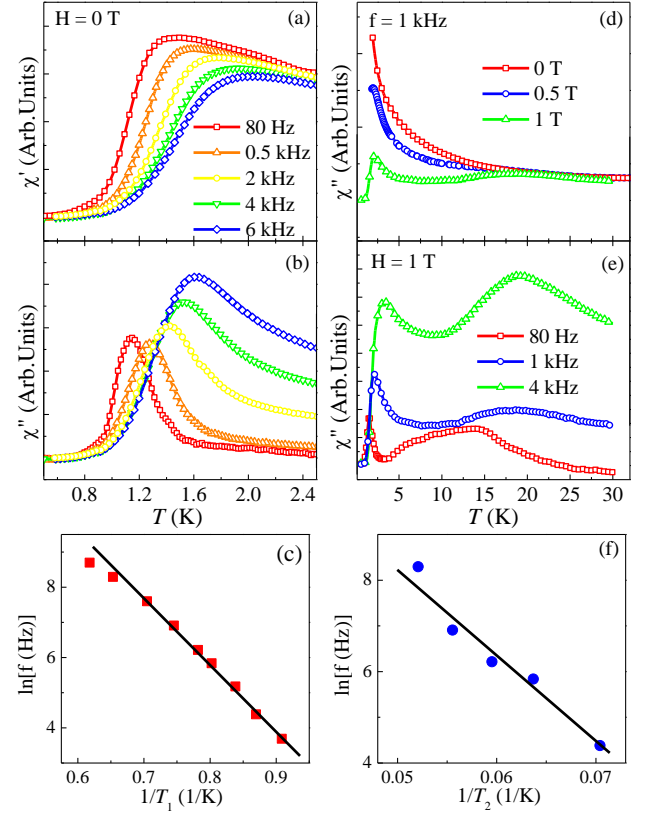 H = 0 T
(a)
χ' (Arb.Units)
80 Hz
0.5 kHz
2 kHz
4 kHz
6 kHz
(d)
f = 1 kHz
χ" (Arb.Units)
0 T
0.5 T
1 T
(b)
χ" (Arb.Units)
0.8 1.2 1.6 2.0 2.4
T (K)
H = 1 T
(e)
χ" (Arb.Units)
80 Hz
1 kHz
4 kHz
5 10 15 20 25 30
T (K)
(c)
ln[f (Hz)]
8
6
4
0.6 0.7 0.8 0.9
1/T1 (1/K)
(f)
ln[f (Hz)]
8
6
4
0.05 0.06 0.07
1/T2 (1/K)